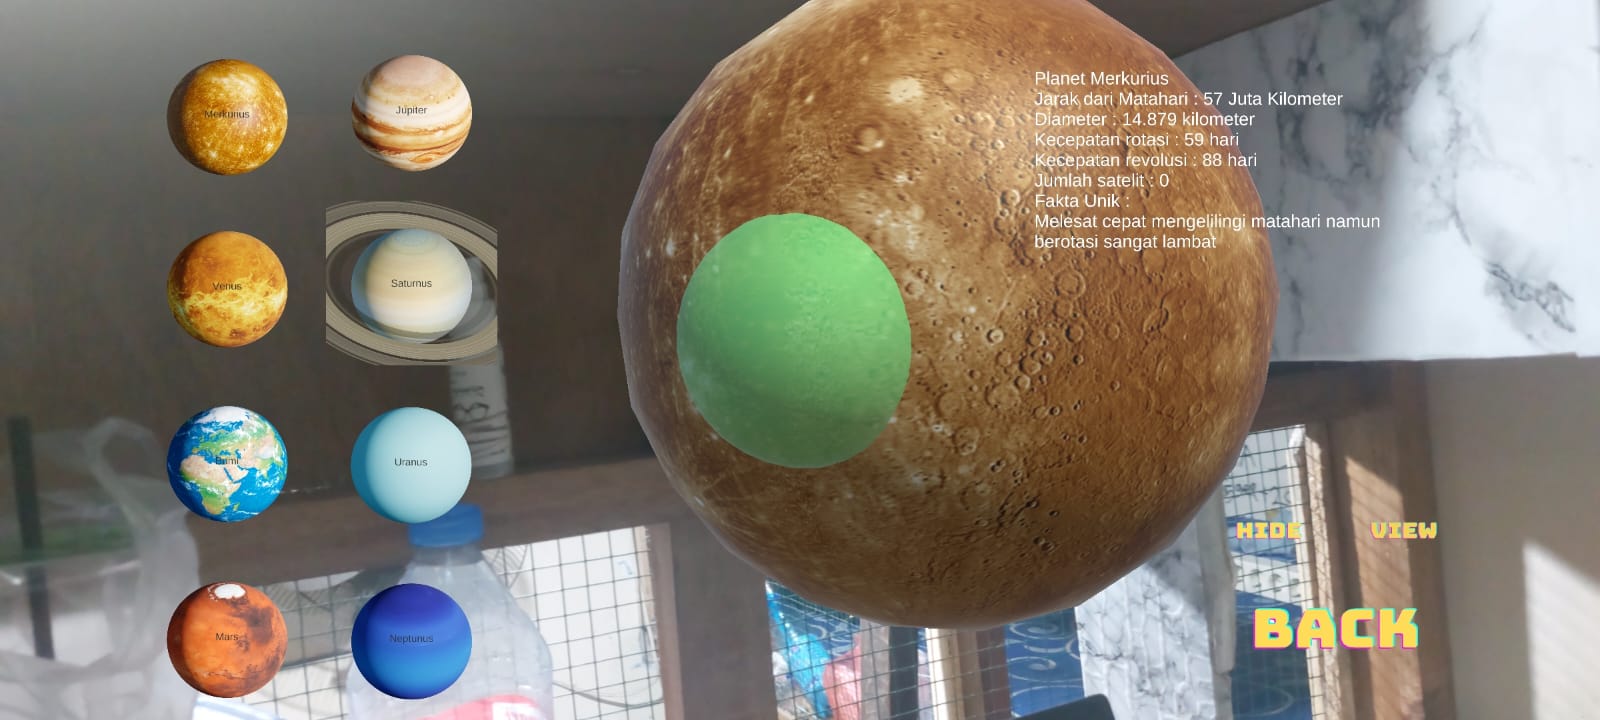 Merkurius
Jupiter
Venus
Saturnus
Bumi
Uranus
Mars
Neptunus
Planet Merkurius
Jarak dari Matahari : 57 Juta Kilometer
Diameter : 14.879 kilometer
Kecepatan rotasi : 59 hari
Kecepatan revolusi : 88 hari
Jumlah satelit : 0
Fakta Unik :
Melesat cepat mengelilingi matahari namun
berotasi sangat lambat
HIDE VIEW
BACK